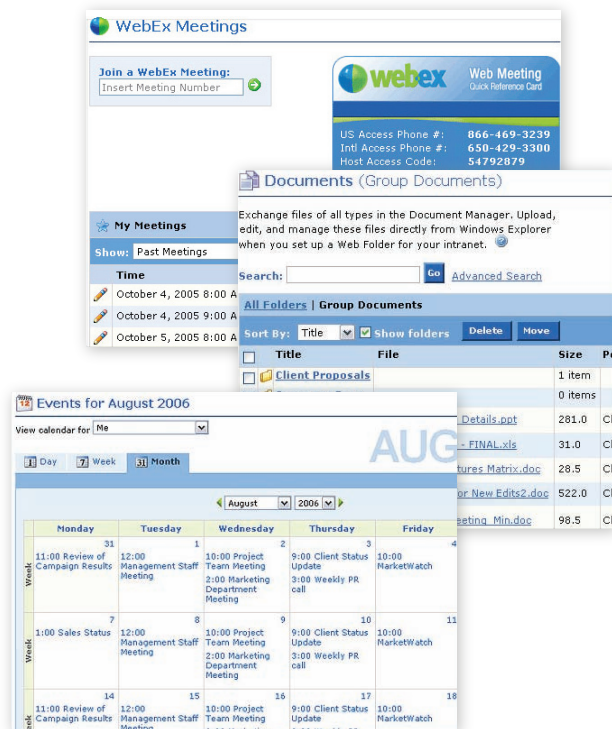 WebEx Meetings
Join a WebEx Meeting:
Insert Meeting Number
webex
Web Meeting
Quick Reference Card
US Access Phone #: 866-469-3239
Intl Access Phone #: 650-429-3300
Host Access Code: 54792879
My Meetings
Show: Past Meetings
Time
October 4, 2005 8:00 A
October 4, 2005 9:00 A
October 5, 2005 8:00 A
Documents (Group Documents)
Exchange files of all types in the Document Manager. Upload,
edit, and manage these files directly from Windows Explorer
when you set up a Web Folder for your intranet.
Search: Go Advanced Search
All Folders | Group Documents
Sort By: Title Show folders Delete Move
Title File Size
Client Proposals 1 item
0 items
Details.ppt 281.0
- FINAL.xls 31.0
tures Matrix.doc 28.5
or New Edits2.doc 522.0
eeting Min.doc 98.5
12 Events for August 2006
View calendar for Me
AUG
1 Day 7 Week 31 Month
August 2006
Monday Tuesday Wednesday Thursday Friday
Week
31 1 2 3 4
11:00 Review of 12:00 10:00 Project 9:00 Client Status 10:00
Campaign Results Management Staff Team Meeting Update MarketWatch
Meeting 2:00 Marketing 3:00 Weekly PR
Department call
Meeting
Week
7 8 9 10 11
1:00 Sales Status 12:00 10:00 Project 9:00 Client Status 10:00
Management Staff Team Meeting Update MarketWatch
Meeting 2:00 Marketing 3:00 Weekly PR
Department call
Meeting
14 15 16 17 18
11:00 Review of 12:00 10:00 Project 9:00 Client Status 10:00
Campaign Results Management Staff Team Meeting Update MarketWatch